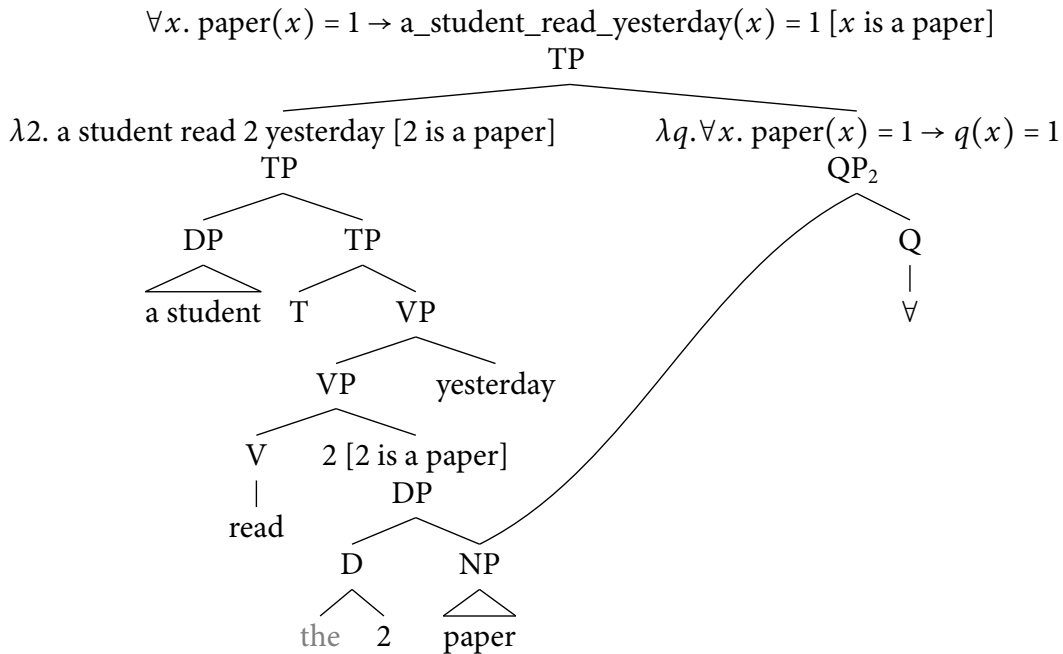 ∀x. paper(x) = 1 → a_student_read_yesterday(x) = 1 [x is a paper]
TP
λ2. a student read 2 yesterday [2 is a paper] λq.∀x. paper(x) = 1 → q(x) = 1
TP QP₂
DP TP Q
a student T VP ∀
VP yesterday
V 2 [2 is a paper]
DP
read
D NP
the 2 paper